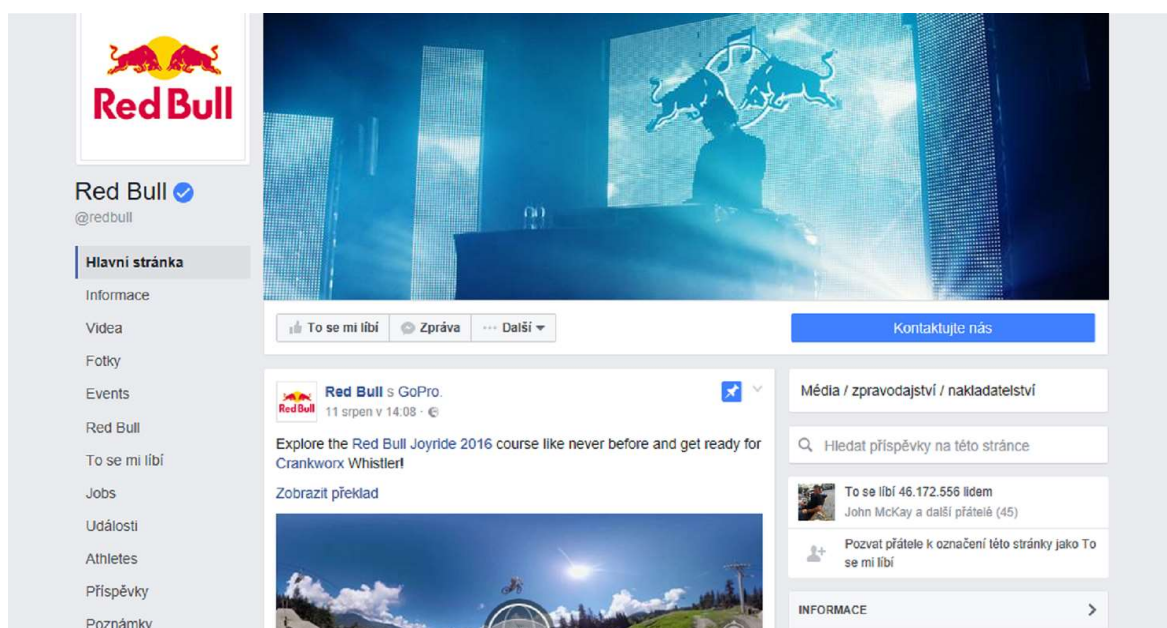 Red Bull
Red Bull
@redbull
Hlavní stránka
Informace
Videa
Fotky
Events
Red Bull
To se mi líbí
Jobs
Události
Athletes
Příspěvky
Poznámky
To se mi líbí
Zpráva
Další
Kontaktujte nás
Red Bull
Red Bull s GoPro.
11 srpen v 14:08 ·
Explore the Red Bull Joyride 2016 course like never before and get ready for
Crankworx Whistler!
Zobrazit překlad
Média / zpravodajství / nakladatelství
Hledat příspěvky na této stránce
To se líbí 46.172.556 lidem
John McKay a další přátelé (45)
Pozvat přátele k označení této stránky jako To
se mi líbí
INFORMACE